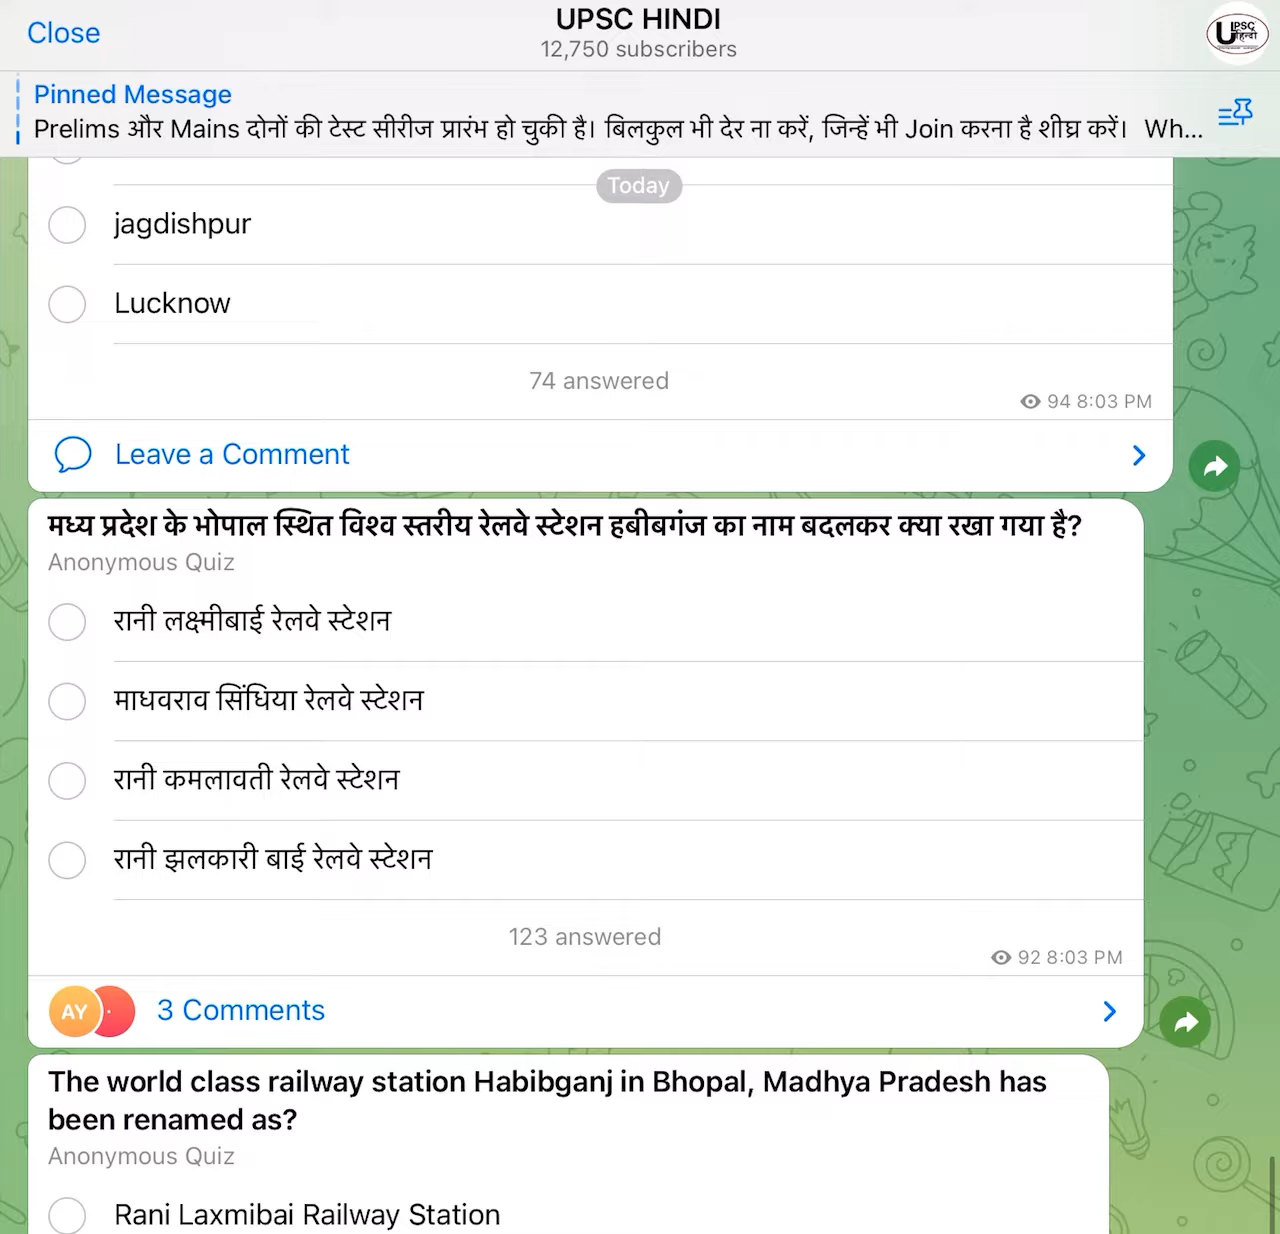 Close
UPSC HINDI
12,750 subscribers
UPSC
हिन्दी
Pinned Message
Prelims और Mains दोनों की टेस्ट सीरीज प्रारंभ हो चुकी है। बिलकुल भी देर ना करें, जिन्हें भी Join करना है शीघ्र करें। Wh...
Today
jagdishpur
Lucknow
74 answered
94 8:03 PM
Leave a Comment
मध्य प्रदेश के भोपाल स्थित विश्व स्तरीय रेलवे स्टेशन हबीबगंज का नाम बदलकर क्या रखा गया है?
Anonymous Quiz
रानी लक्ष्मीबाई रेलवे स्टेशन
माधवराव सिंधिया रेलवे स्टेशन
रानी कमलावती रेलवे स्टेशन
रानी झलकारी बाई रेलवे स्टेशन
123 answered
92 8:03 PM
AY
3 Comments
The world class railway station Habibganj in Bhopal, Madhya Pradesh has
been renamed as?
Anonymous Quiz
Rani Laxmibai Railway Station